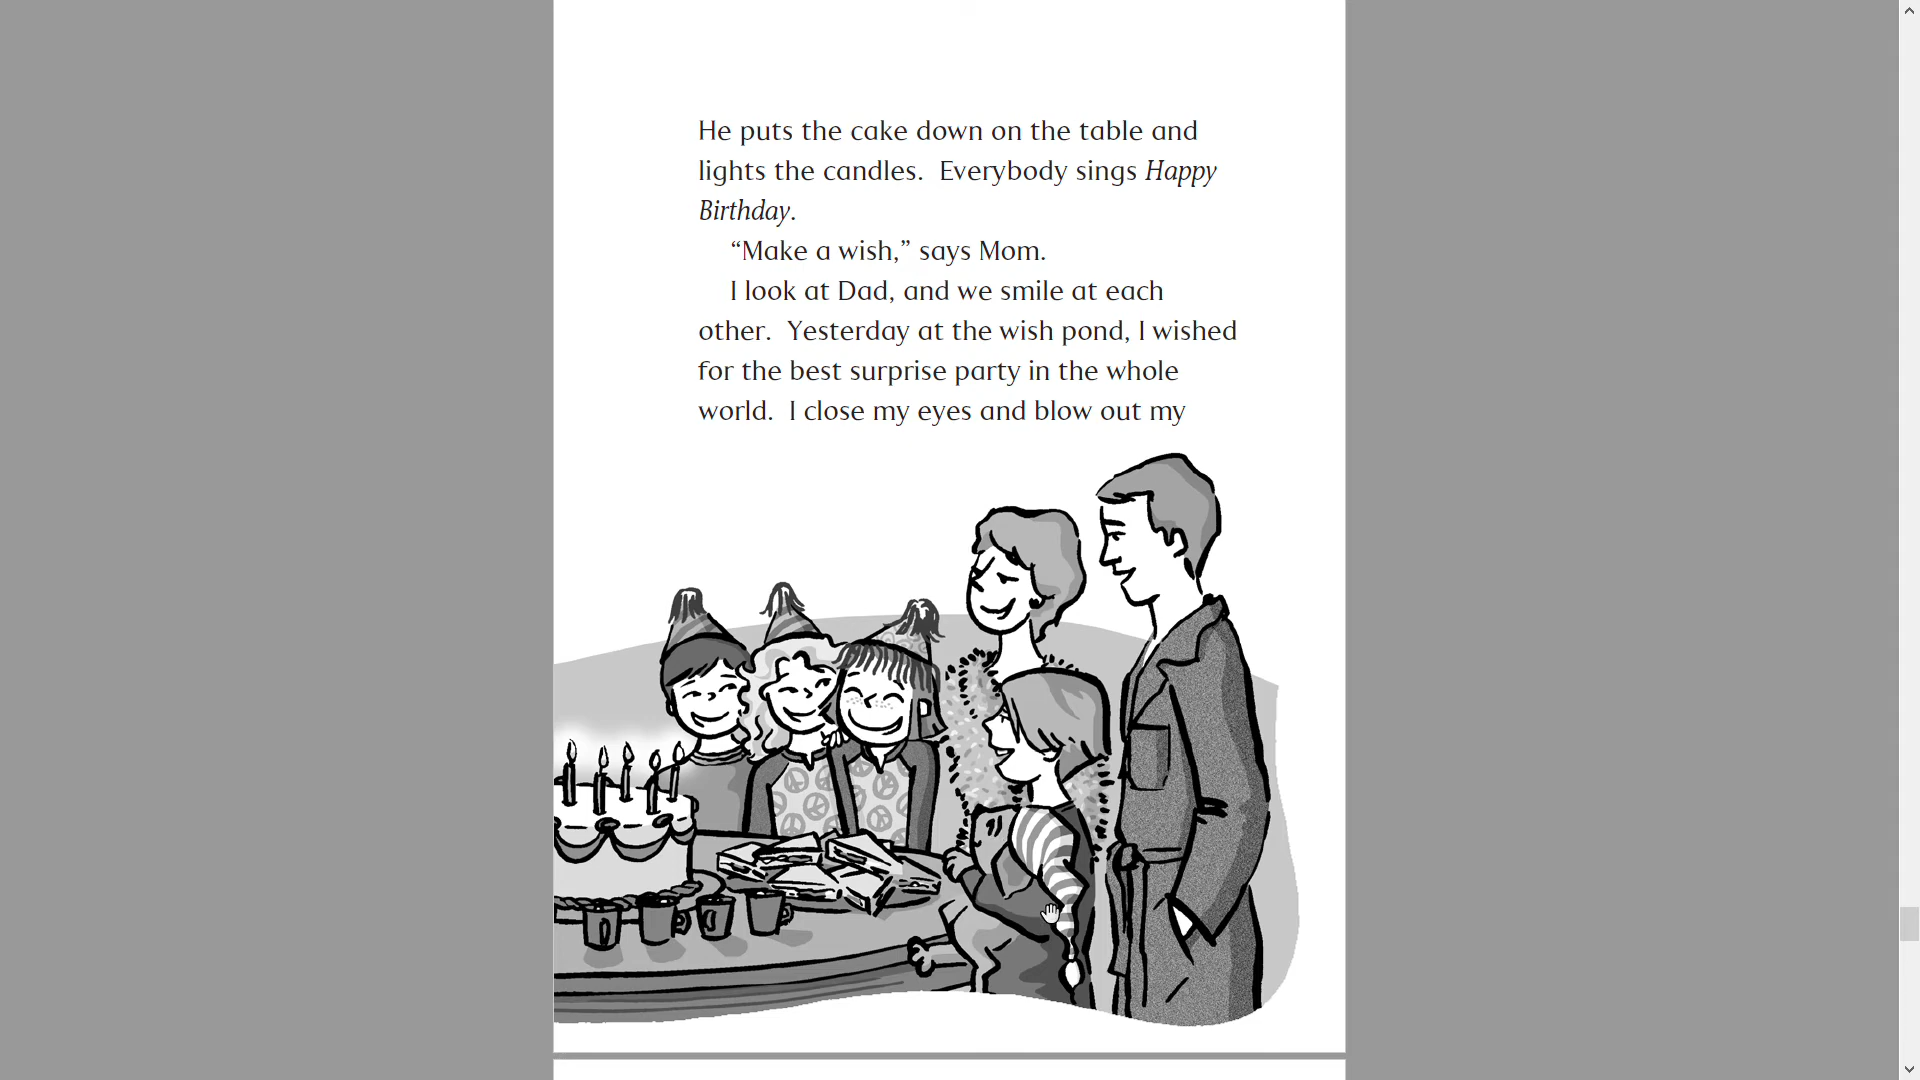 He puts the cake down on the table and
lights the candles.  Everybody sings Happy
Birthday.
“Make a wish,” says Mom.
I look at Dad, and we smile at each
other.  Yesterday at the wish pond, I wished
for the best surprise party in the whole
world.  I close my eyes and blow out my